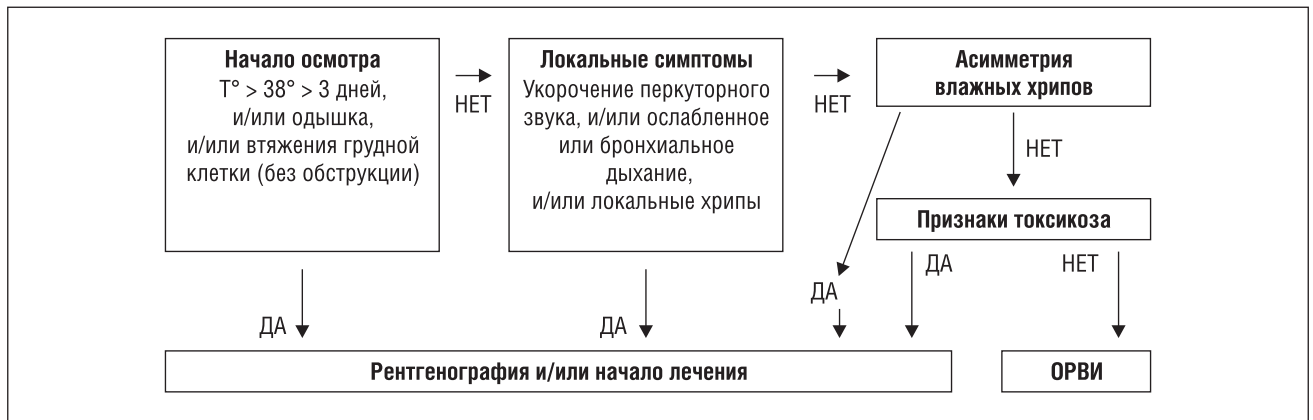 Начало осмотра
T° > 38° > 3 дней,
и/или одышка,
и/или втяжения грудной
клетки (без обструкции)
НЕТ
Локальные симптомы
Укорочение перкуторного
звука, и/или ослабленное
или бронхиальное
дыхание,
и/или локальные хрипы
НЕТ
Асимметрия
влажных хрипов
НЕТ
Признаки токсикоза
ДА
НЕТ
ДА
ДА
ДА
Рентгенография и/или начало лечения
ОРВИ